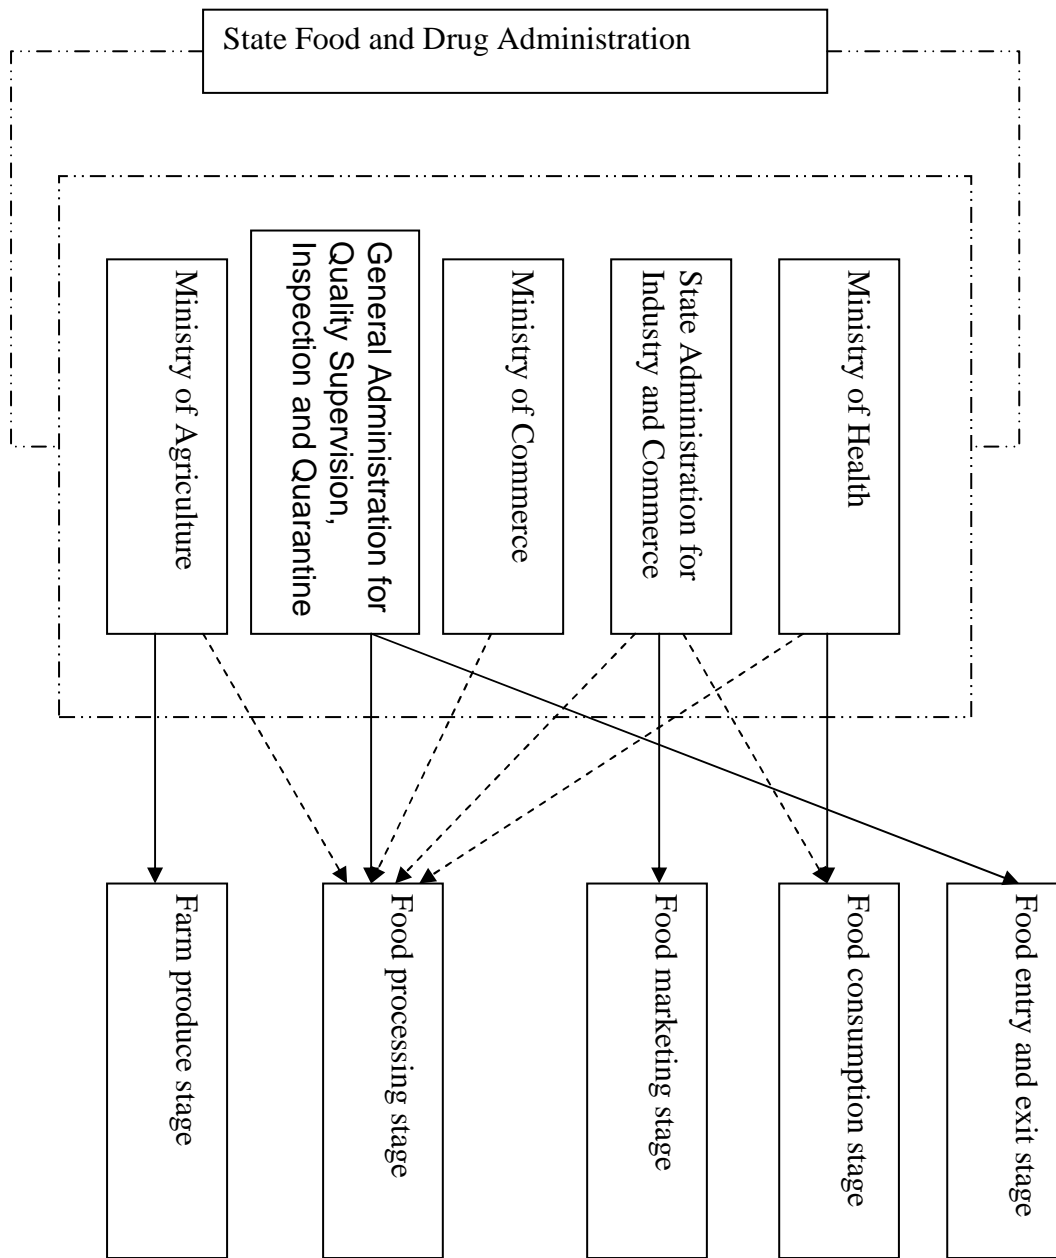 State Food and Drug Administration
Ministry of Agriculture
General Administration for
Quality Supervision,
Inspection and Quarantine
Ministry of Commerce
State Administration for
Industry and Commerce
Ministry of Health
Farm produce stage
Food processing stage
Food marketing stage
Food consumption stage
Food entry and exit stage